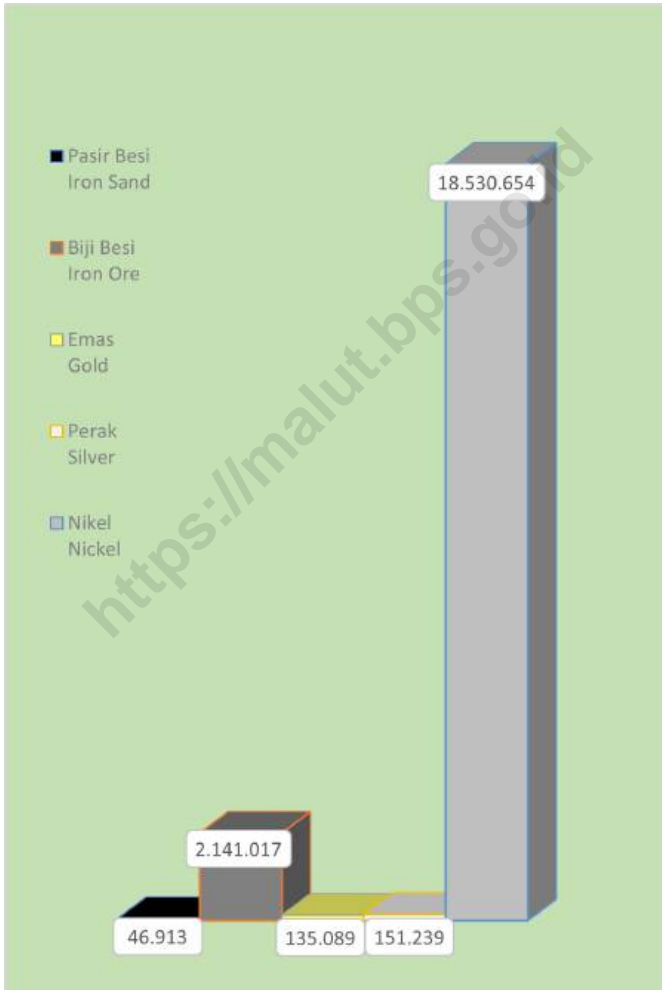 Pasir Besi
Iron Sand
Biji Besi
Iron Ore
Emas
Gold
Perak
Silver
Nikel
Nickel
18.530.654
2.141.017
46.913
135.089
151.239
https://malut.bps.go.id